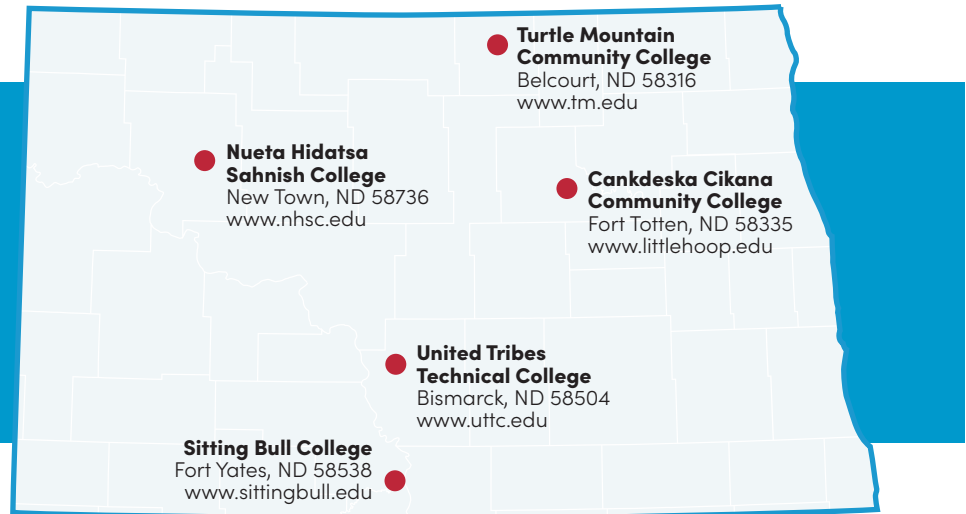 Turtle Mountain
Community College
Belcourt, ND 58316
www.tm.edu
Nueta Hidatsa
Sahnish College
New Town, ND 58736
www.nhsc.edu
Cankdeska Cikana
Community College
Fort Totten, ND 58335
www.littlehoop.edu
United Tribes
Technical College
Bismarck, ND 58504
www.uttc.edu
Sitting Bull College
Fort Yates, ND 58538
www.sittingbull.edu